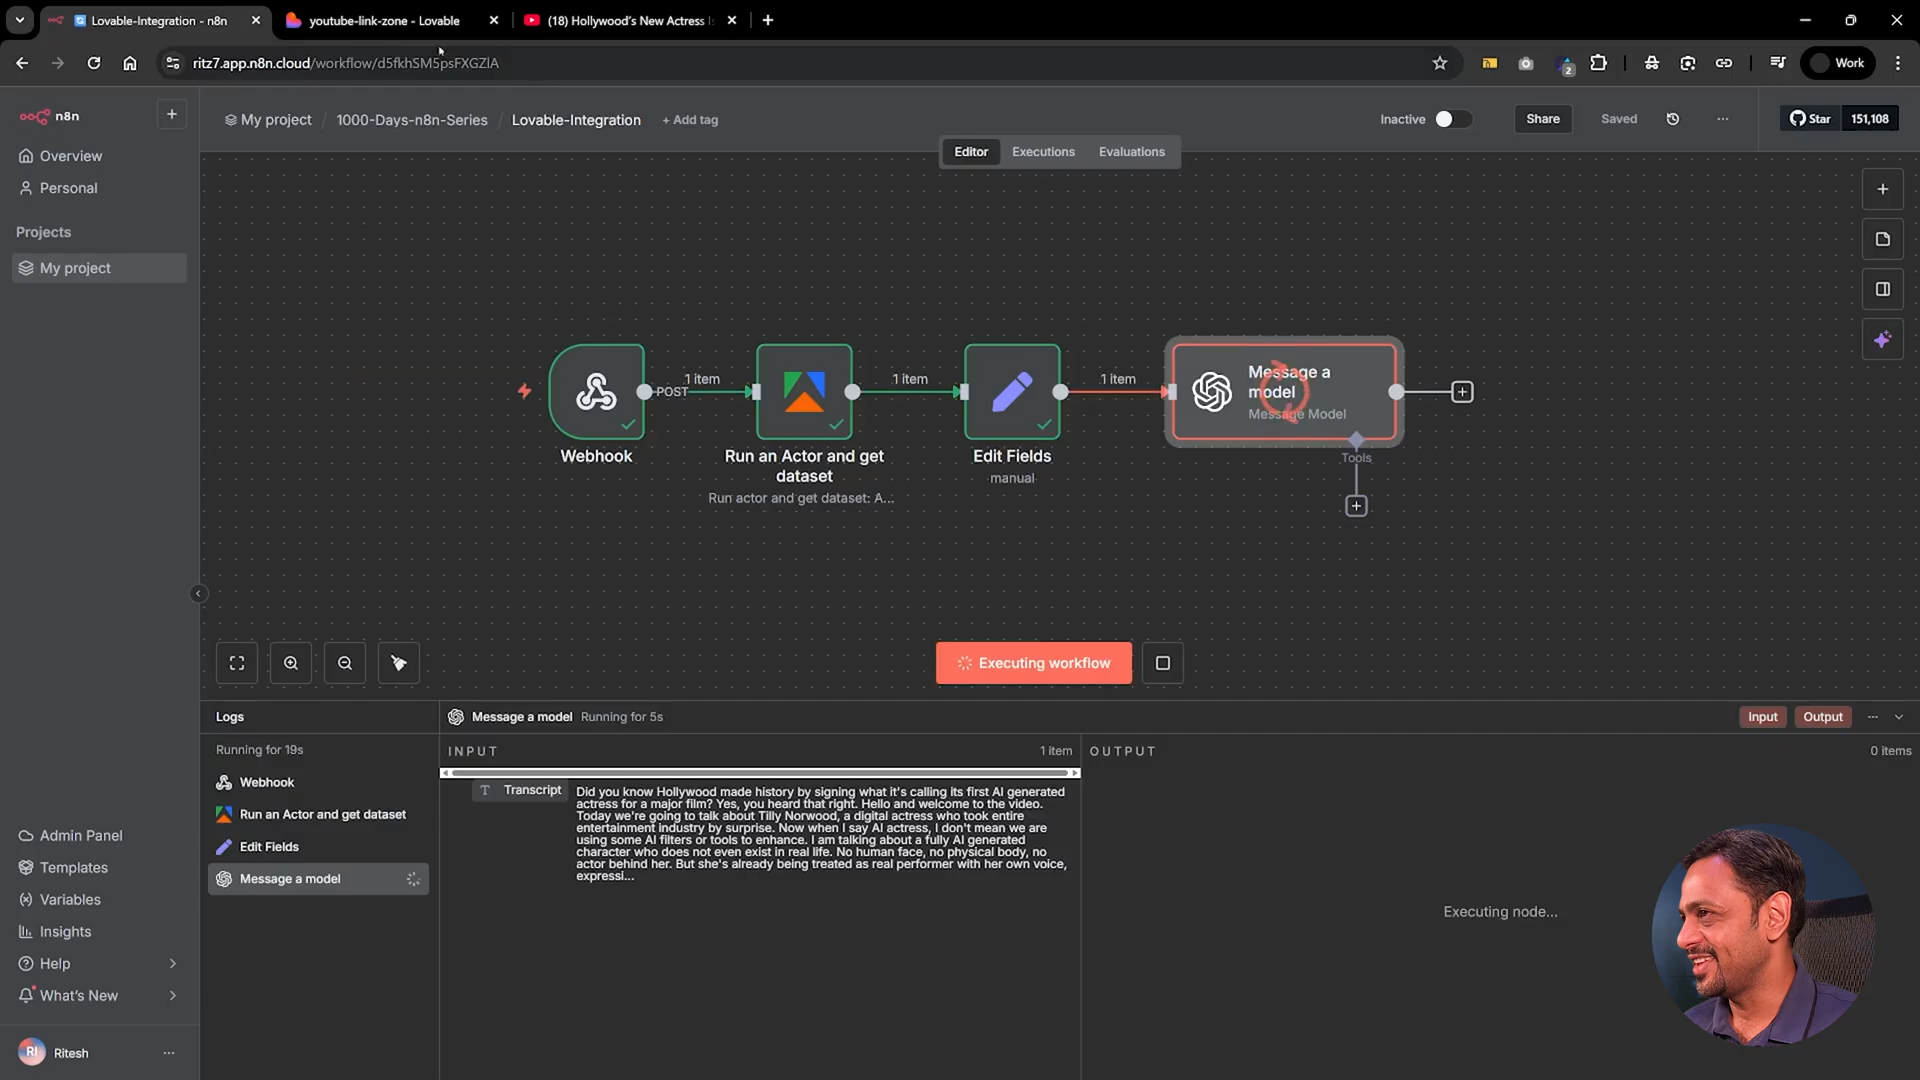 Lovable-Integration - n8n
youtube-link-zone - Lovable
(18) Hollywood's New Actress
ritz7.app.n8n.cloud/workflow/d5fkhSM5psFXGZlA
2
Work
n8n
My project / 1000-Days-n8n-Series / Lovable-Integration + Add tag
Inactive
Share
Saved
Star 151,108
Editor Executions Evaluations
Overview
Personal
Projects
My project
Webhook
POST
1 item
Run an Actor and get
dataset
Run actor and get dataset: A...
1 item
Edit Fields
manual
1 item
Message a
model
Message Model
Tools
Executing workflow
Logs
Running for 19s
Webhook
Run an Actor and get dataset
Edit Fields
Message a model
Message a model Running for 5s
Input Output
INPUT
1 item
Transcript
Did you know Hollywood made history by signing what it's calling its first AI generated
actress for a major film? Yes, you heard that right. Hello and welcome to the video.
Today we're going to talk about Tilly Norwood, a digital actress who took entire
entertainment industry by surprise. Now when I say AI actress, I don't mean we are
using some AI filters or tools to enhance. I am talking about a fully AI generated
character who does not even exist in real life. No human face, no physical body, no
actor behind her. But she's already being treated as real performer with her own voice,
expressi...
OUTPUT
0 items
Executing node...
Admin Panel
Templates
Variables
Insights
Help
What's New
RI
Ritesh